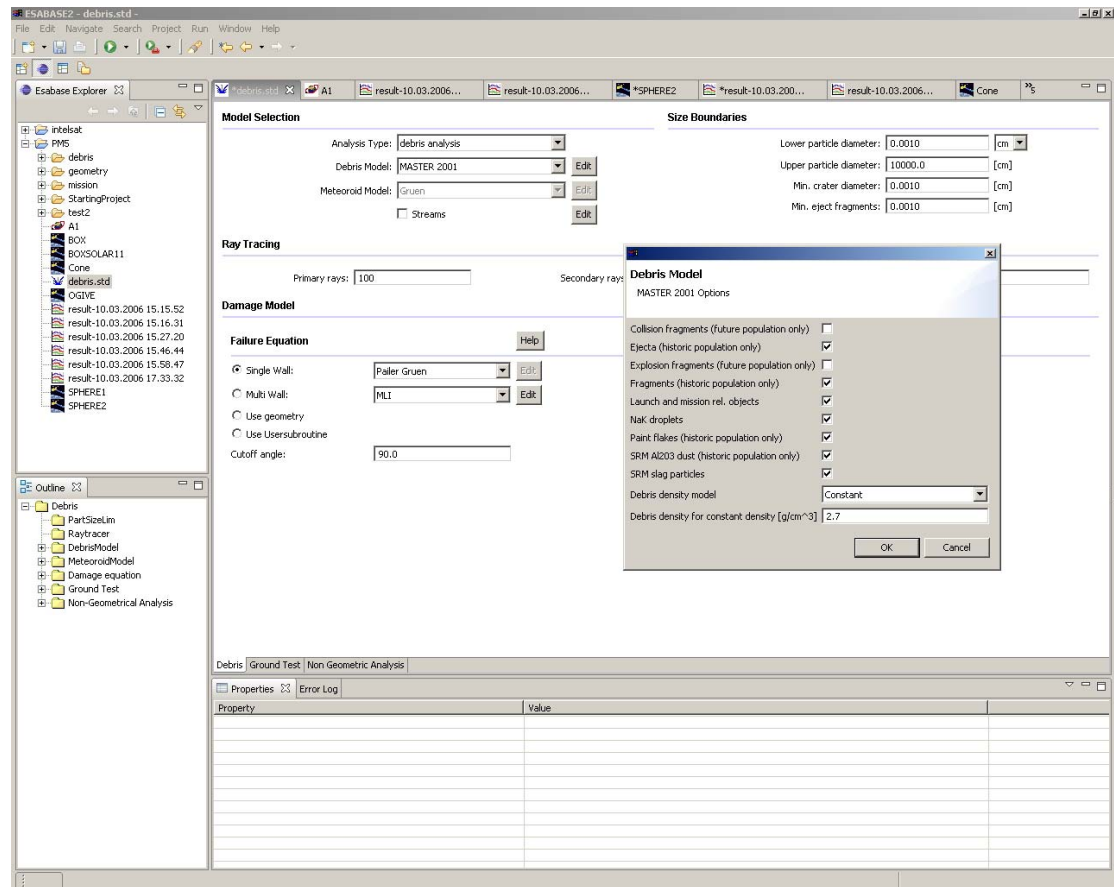 ESABASE2 - debris.std -
File Edit Navigate Search Project Run Window Help
Esabase Explorer
intelsat
PM5
debris
geometry
mission
StartingProject
test2
A1
BOX
BOXSOLAR11
Cone
debris.std
OGIVE
result-10.03.2006 15.15.52
result-10.03.2006 15.16.31
result-10.03.2006 15.27.20
result-10.03.2006 15.46.44
result-10.03.2006 15.58.47
result-10.03.2006 17.33.32
SPHERE1
SPHERE2
Outline
Debris
PartSizeLim
Raytracer
DebrisModel
MeteoroidModel
Damage equation
Ground Test
Non-Geometrical Analysis
*debris.std A1 result-10.03.2006... result-10.03.2006... *SPHERE2 *result-10.03.200... result-10.03.2006... Cone »5
Model Selection
Analysis Type: debris analysis
Debris Model: MASTER 2001 Edit
Meteoroid Model: Gruen Edit
Streams Edit
Size Boundaries
Lower particle diameter: 0.0010 cm
Upper particle diameter: 10000.0 [cm]
Min. crater diameter: 0.0010 [cm]
Min. eject fragments: 0.0010 [cm]
Ray Tracing
Primary rays: 100 Secondary rays
Damage Model
Failure Equation Help
Single Wall: Pailer Gruen Edit
Multi Wall: MLI Edit
Use geometry
Use Usersubroutine
Cutoff angle: 90.0
Debris Model
MASTER 2001 Options
Collision fragments (future population only)
Ejecta (historic population only)
Explosion fragments (future population only)
Fragments (historic population only)
Launch and mission rel. objects
NaK droplets
Paint flakes (historic population only)
SRM Al2O3 dust (historic population only)
SRM slag particles
Debris density model Constant
Debris density for constant density [g/cm^3] 2.7
OK Cancel
Debris Ground Test Non Geometric Analysis
Properties Error Log
Property Value